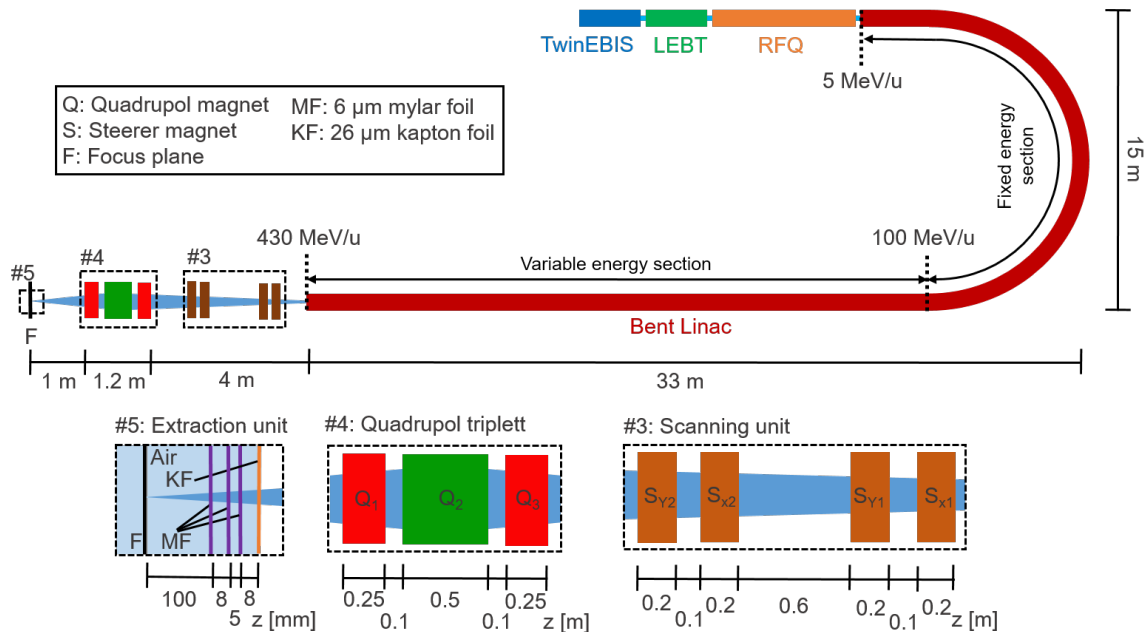 TwinEBIS
LEBT
RFQ
5 MeV/u
Fixed energy
section
15 m
Q: Quadrupol magnet
MF: 6 µm mylar foil
S: Steerer magnet
KF: 26 µm kapton foil
F: Focus plane
430 MeV/u
100 MeV/u
Variable energy section
#5
#4
#3
F
Bent Linac
1 m
1.2 m
4 m
33 m
#5: Extraction unit
Air
KF
F
MF
100
8
5
8
z [mm]
#4: Quadrupol triplett
Q1
Q2
Q3
0.25
0.1
0.5
0.1
0.25
z [m]
#3: Scanning unit
SY2
Sx2
SY1
Sx1
0.2
0.1
0.2
0.6
0.2
0.1
0.2
z [m]